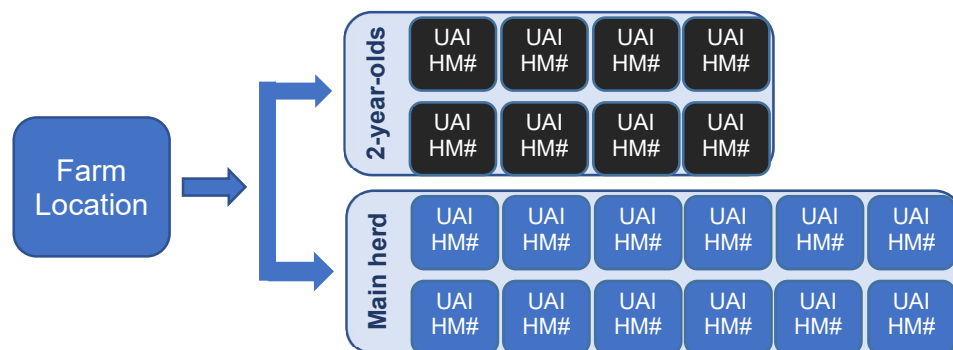 Farm
Location
2-year-olds
UAI UAI UAI UAI
HM# HM# HM# HM#
UAI UAI UAI UAI
HM# HM# HM# HM#
Main herd
UAI UAI UAI UAI UAI UAI
HM# HM# HM# HM# HM# HM#
UAI UAI UAI UAI UAI UAI
HM# HM# HM# HM# HM# HM#